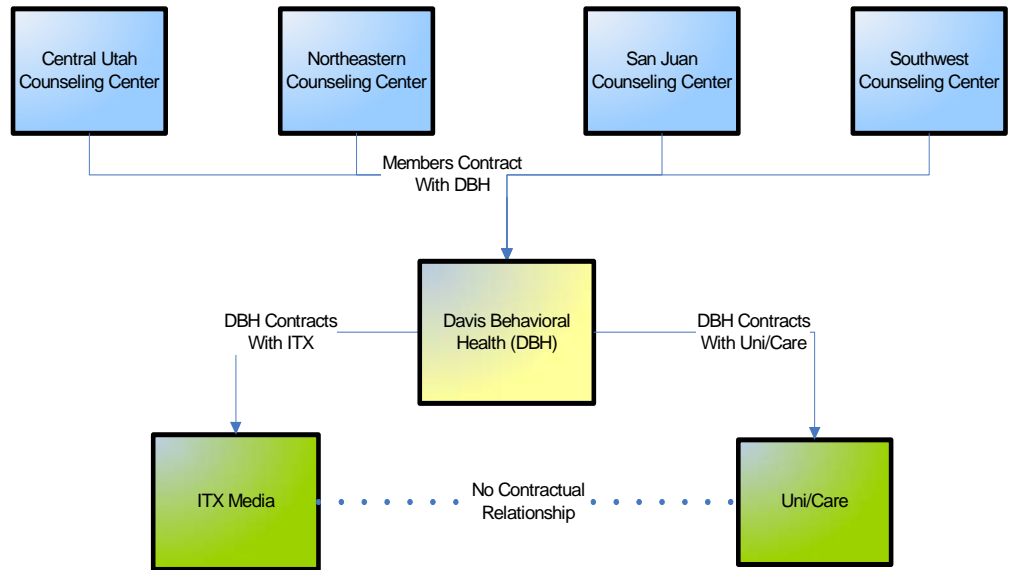 Central Utah
Counseling Center
Northeastern
Counseling Center
San Juan
Counseling Center
Southwest
Counseling Center
Members Contract
With DBH
DBH Contracts
With ITX
Davis Behavioral
Health (DBH)
DBH Contracts
With Uni/Care
ITX Media
No Contractual
Relationship
Uni/Care